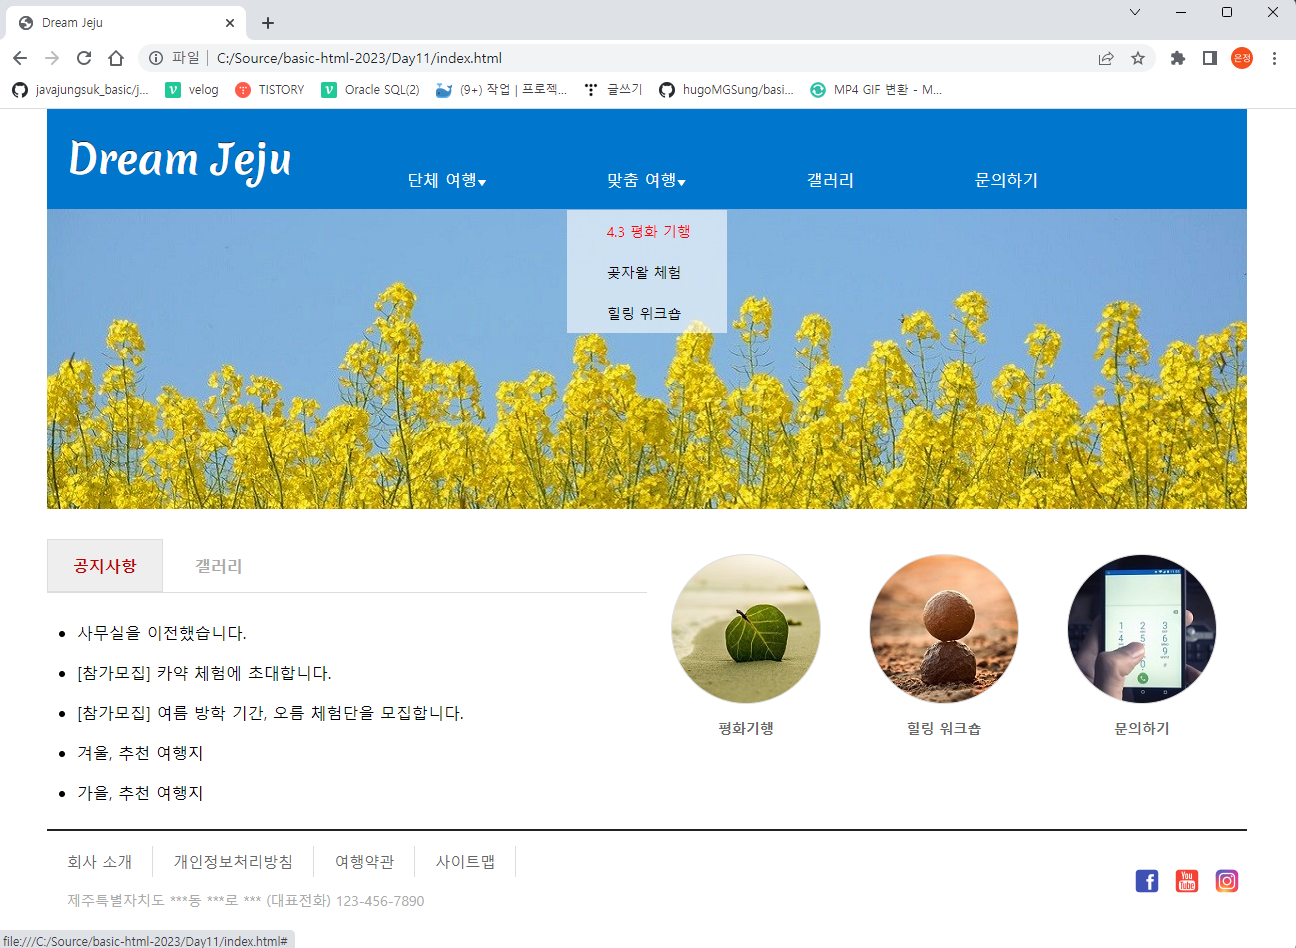 Dream Jeju
파일 C:/Source/basic-html-2023/Day11/index.html
은정
javajungsuk_basic/j... velog TISTORY Oracle SQL(2) (9+) 작업 | 프로젝... 글쓰기 hugoMGSung/basi... MP4 GIF 변환 - M...
Dream Jeju
단체 여행▾ 맞춤 여행▾ 갤러리 문의하기
4.3 평화 기행
곶자왈 체험
힐링 워크숍
공지사항 갤러리
• 사무실을 이전했습니다.
• [참가모집] 카약 체험에 초대합니다.
• [참가모집] 여름 방학 기간, 오름 체험단을 모집합니다.
• 겨울, 추천 여행지
• 가을, 추천 여행지
1 2 3
4 5 6
9
0
평화기행 힐링 워크숍 문의하기
회사 소개 개인정보처리방침 여행약관 사이트맵
제주특별자치도 ***동 ***로 *** (대표전화) 123-456-7890
You Tube
file:///C:/Source/basic-html-2023/Day11/index.html#